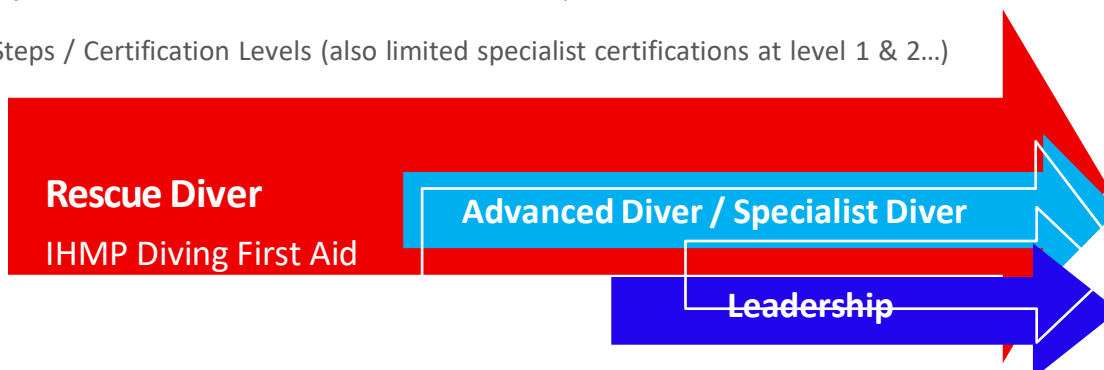 Steps / Certification Levels (also limited specialist certifications at level 1 & 2…)
Rescue Diver
IHMP Diving First Aid
Advanced Diver / Specialist Diver
Leadership